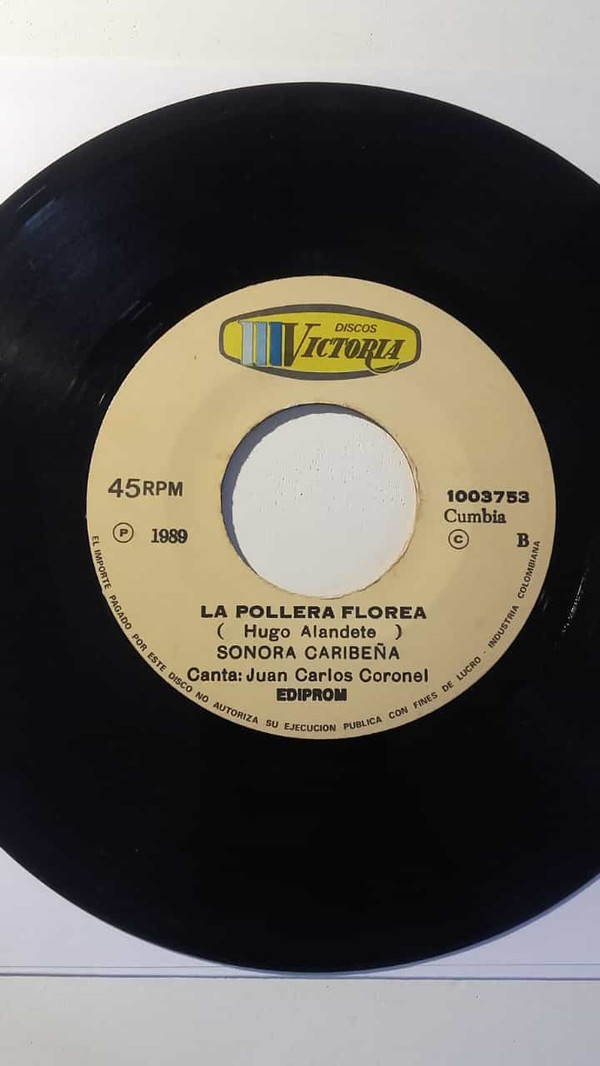 DISCOS
VICTORIA
45RPM
1003753
Cumbia
Ⓟ 1989
© B
LA POLLERA FLOREA
( Hugo Alandete )
SONORA CARIBEÑA
Canta: Juan Carlos Coronel
EDIPROM
EL IMPORTE PAGADO POR ESTE DISCO NO AUTORIZA SU EJECUCION PUBLICA CON FINES DE LUCRO · INDUSTRIA COLOMBIANA